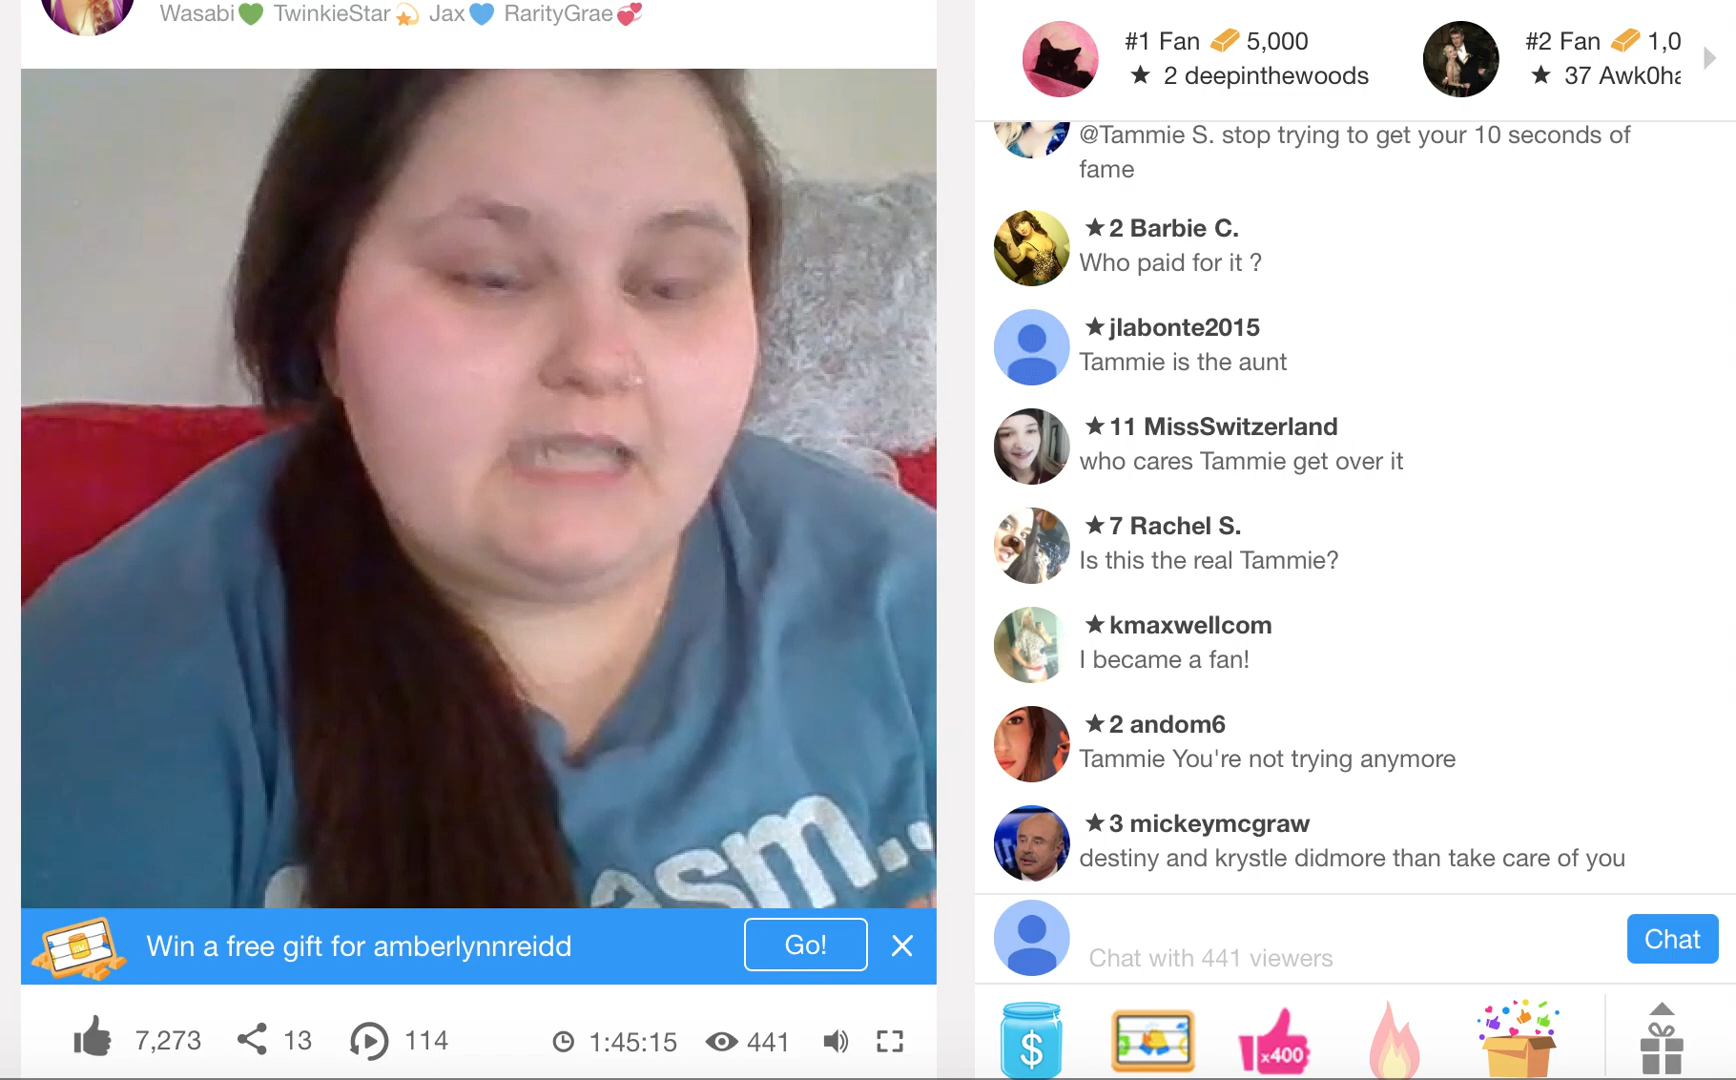 Wasabi💚 TwinkieStar💫 Jax💙 RarityGrae💞
asm..
Win a free gift for amberlynnreidd
Go!
7,273
13
114
1:45:15
441
#1 Fan 5,000
★ 2 deepinthewoods
#2 Fan 1,0
★ 37 Awk0ha
@Tammie S. stop trying to get your 10 seconds of
fame
★2 Barbie C.
Who paid for it ?
★jlabonte2015
Tammie is the aunt
★11 MissSwitzerland
who cares Tammie get over it
★7 Rachel S.
Is this the real Tammie?
★kmaxwellcom
I became a fan!
★2 andom6
Tammie You're not trying anymore
★3 mickeymcgraw
destiny and krystle didmore than take care of you
Chat with 441 viewers
Chat
$
x400